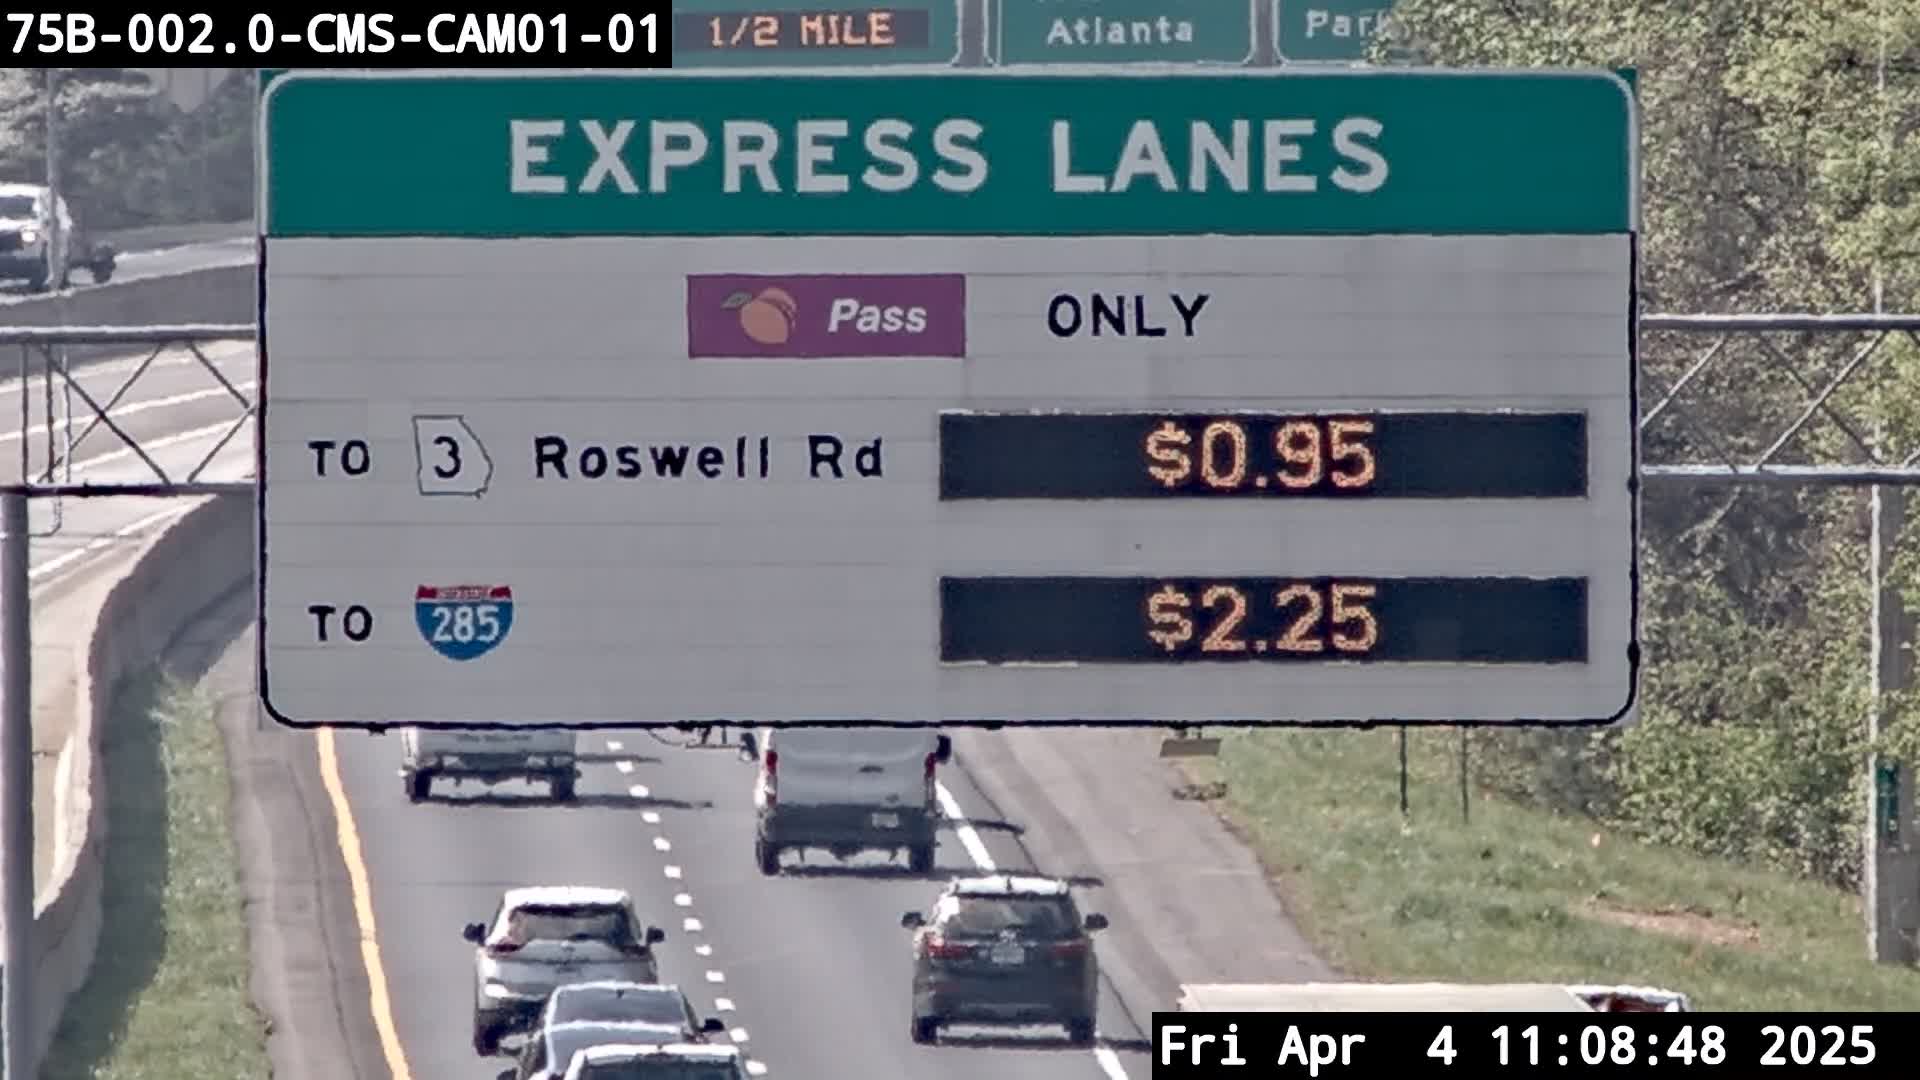 75B-002.0-CMS-CAM01-01
1/2 MILE
Atlanta
EXPRESS LANES
Pass ONLY
TO 3 Roswell Rd $0.95
TO 285 $2.25
Fri Apr 4 11:08:48 2025